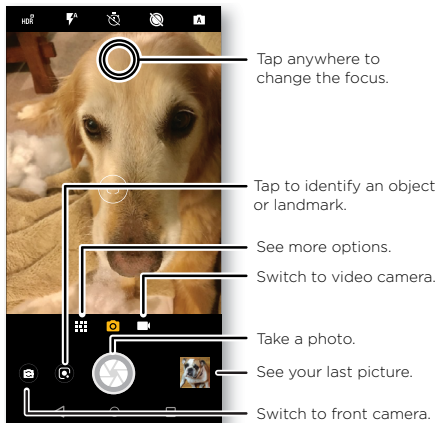 HDR
A
A
Tap anywhere to
change the focus.
Tap to identify an object
or landmark.
See more options.
Switch to video camera.
Take a photo.
See your last picture.
Switch to front camera.